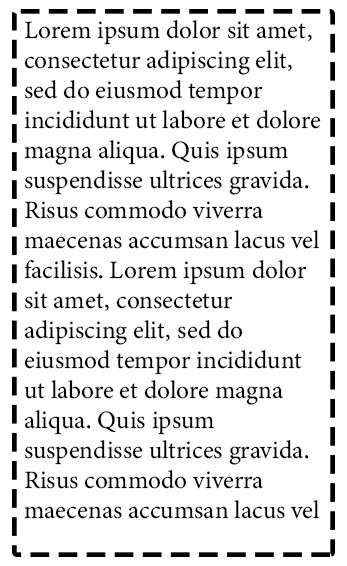 Lorem ipsum dolor sit amet,
consectetur adipiscing elit,
sed do eiusmod tempor
incididunt ut labore et dolore
magna aliqua. Quis ipsum
suspendisse ultrices gravida.
Risus commodo viverra
maecenas accumsan lacus vel
facilisis. Lorem ipsum dolor
sit amet, consectetur
adipiscing elit, sed do
eiusmod tempor incididunt
ut labore et dolore magna
aliqua. Quis ipsum
suspendisse ultrices gravida.
Risus commodo viverra
maecenas accumsan lacus vel